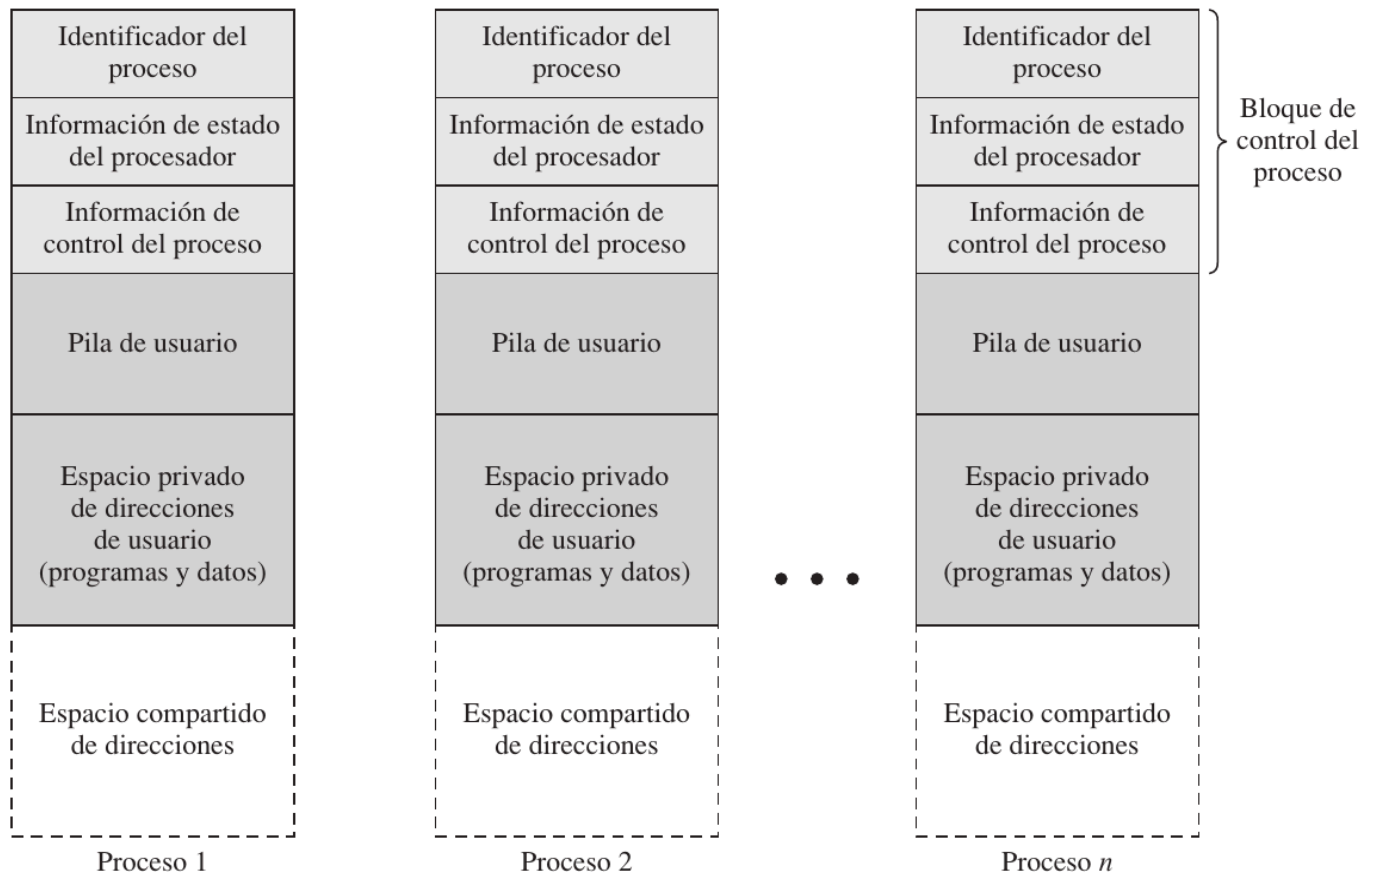 Identificador del
proceso
Información de estado
del procesador
Información de
control del proceso
Pila de usuario
Espacio privado
de direcciones
de usuario
(programas y datos)
Espacio compartido
de direcciones
Proceso 1
Identificador del
proceso
Información de estado
del procesador
Información de
control del proceso
Pila de usuario
Espacio privado
de direcciones
de usuario
(programas y datos)
Espacio compartido
de direcciones
Proceso 2
Identificador del
proceso
Información de estado
del procesador
Información de
control del proceso
Pila de usuario
Espacio privado
de direcciones
de usuario
(programas y datos)
Espacio compartido
de direcciones
Proceso n
Bloque de
control del
proceso